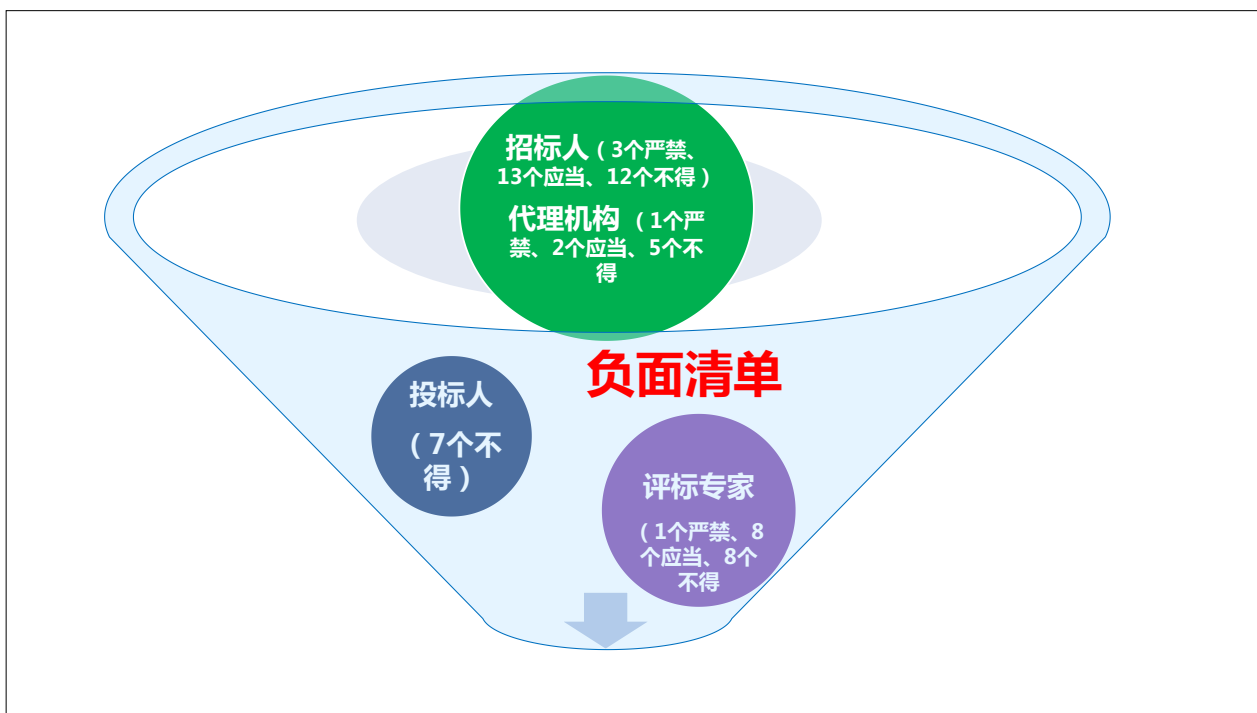 招标人（3个严禁、
13个应当、12个不得）
代理机构 （1个严
禁、2个应当、5个不
得
负面清单
投标人
（7个不
得）
评标专家
（1个严禁、8
个应当、8个
不得